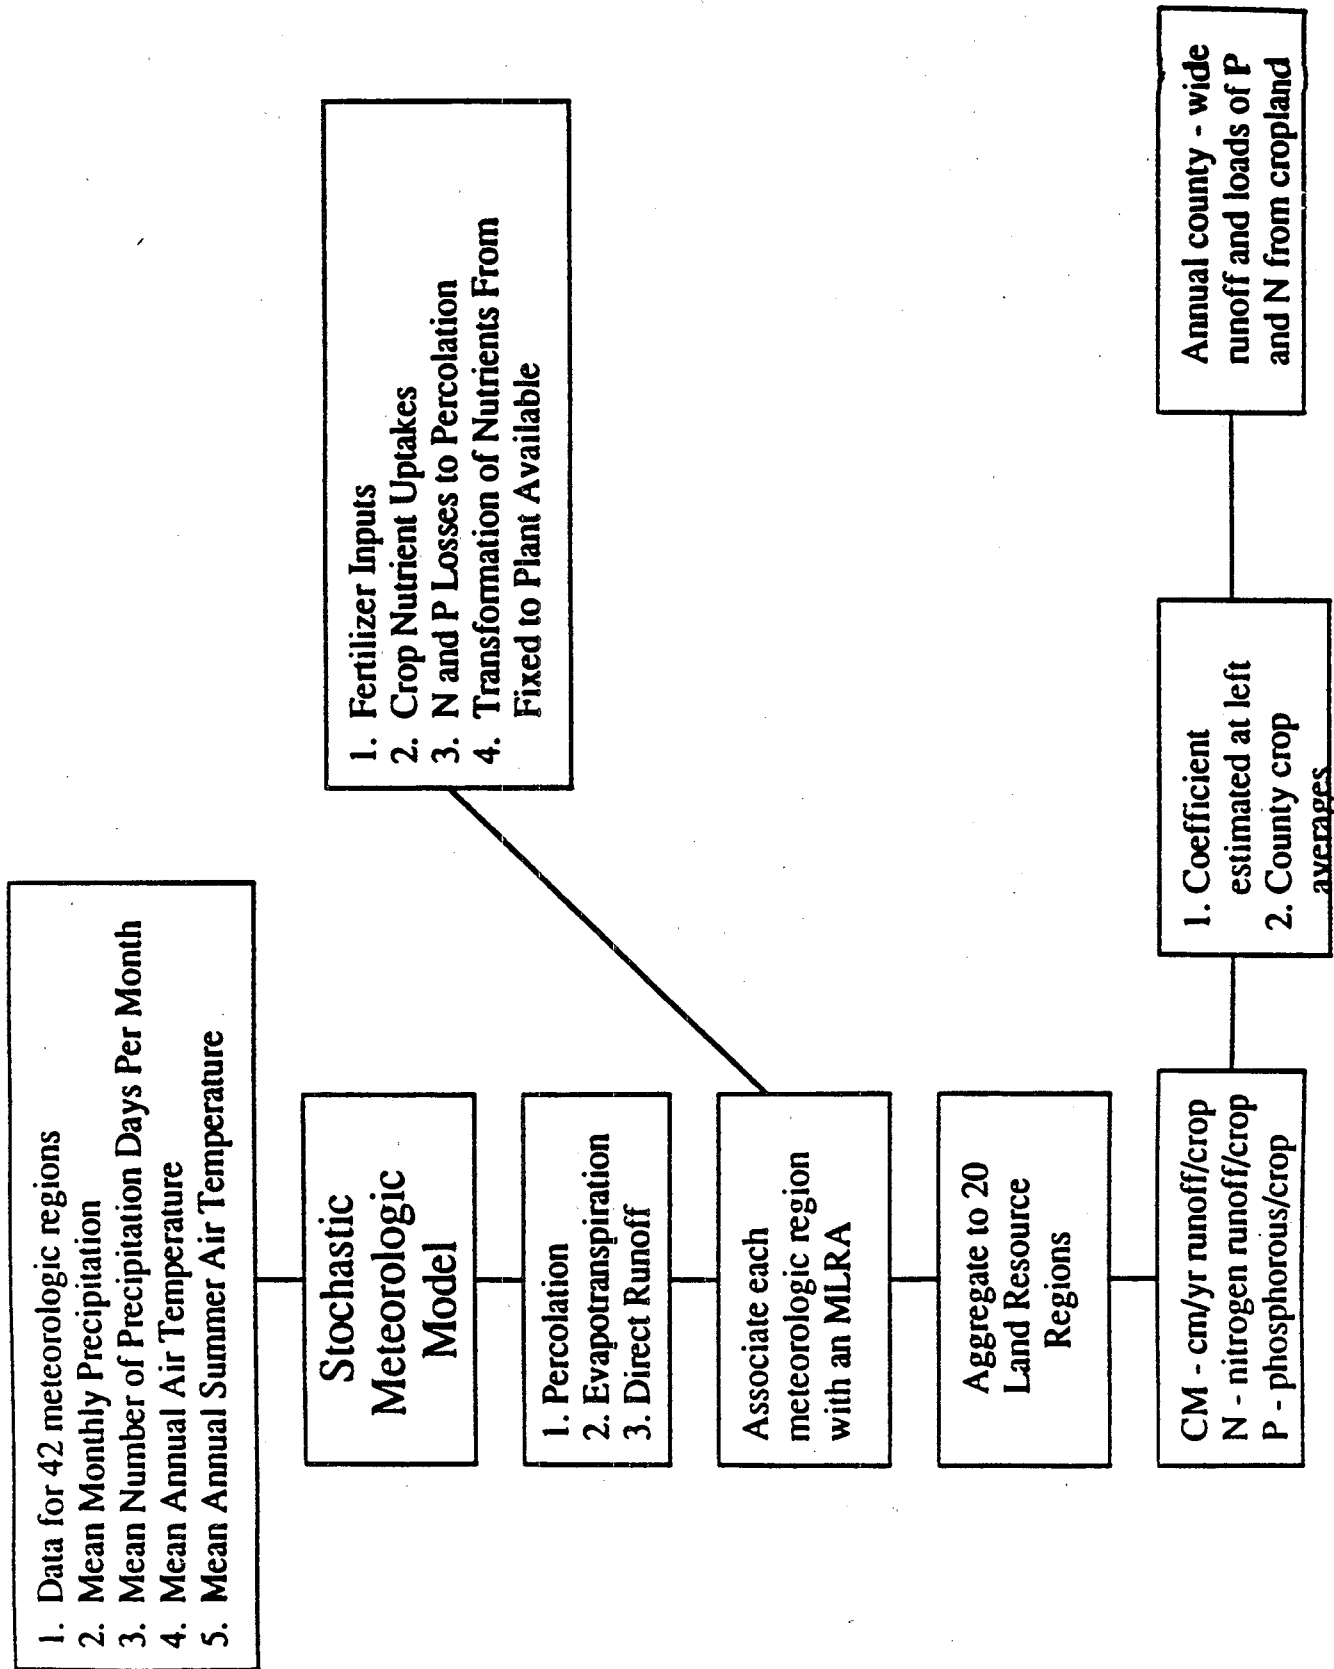 1. Data for 42 meteorologic regions
2. Mean Monthly Precipitation
3. Mean Number of Precipitation Days Per Month
4. Mean Annual Air Temperature
5. Mean Annual Summer Air Temperature
Stochastic
Meteorologic
Model
1. Percolation
2. Evapotranspiration
3. Direct Runoff
1. Fertilizer Inputs
2. Crop Nutrient Uptakes
3. N and P Losses to Percolation
4. Transformation of Nutrients From
Fixed to Plant Available
Associate each
meteorologic region
with an MLRA
Aggregate to 20
Land Resource
Regions
CM - cm/yr runoff/crop
N - nitrogen runoff/crop
P - phosphorous/crop
1. Coefficient
estimated at left
2. County crop
averages
Annual county - wide
runoff and loads of P
and N from cropland